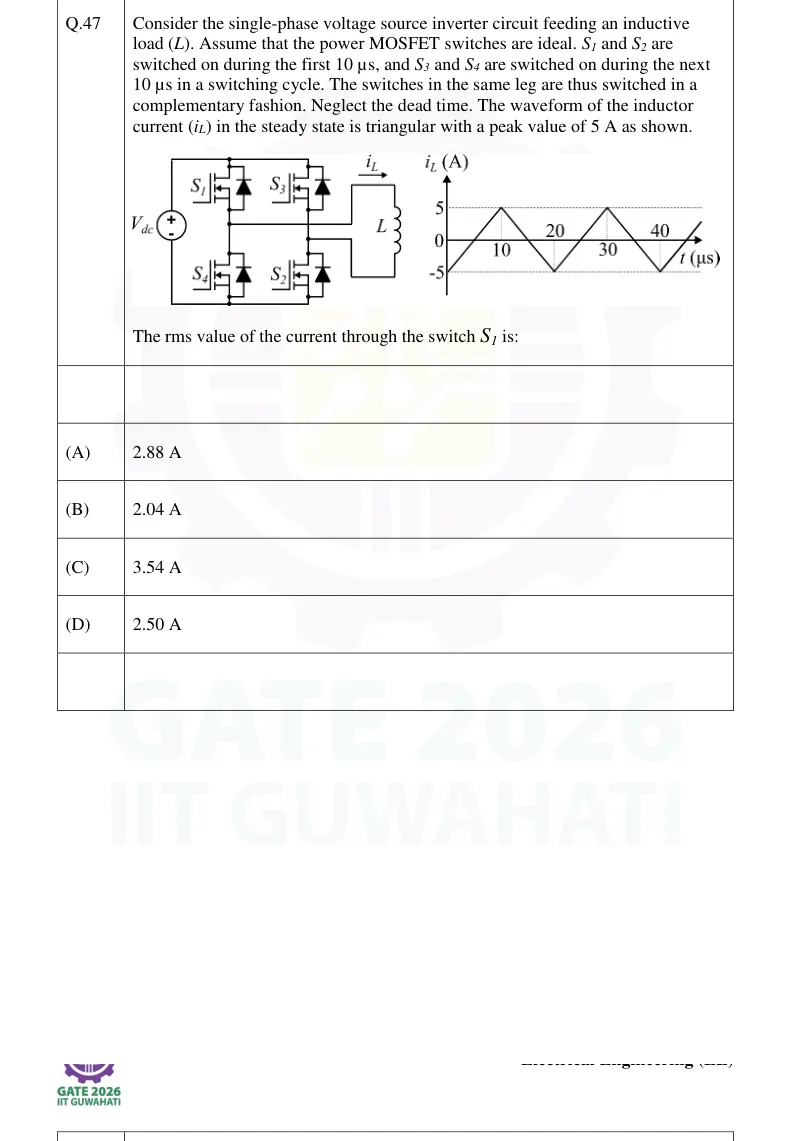 Q.47
Consider the single-phase voltage source inverter circuit feeding an inductive
load (L). Assume that the power MOSFET switches are ideal. S1 and S2 are
switched on during the first 10 µs, and S3 and S4 are switched on during the next
10 µs in a switching cycle. The switches in the same leg are thus switched in a
complementary fashion. Neglect the dead time. The waveform of the inductor
current (iL) in the steady state is triangular with a peak value of 5 A as shown.
Vdc
+
-
S1
S3
S4
S2
iL
L
iL (A)
5
0
-5
10
20
30
40
t (µs)
The rms value of the current through the switch S1 is:
(A) 2.88 A
(B) 2.04 A
(C) 3.54 A
(D) 2.50 A
GATE 2026
IIT GUWAHATI
GATE 2026
IIT GUWAHATI